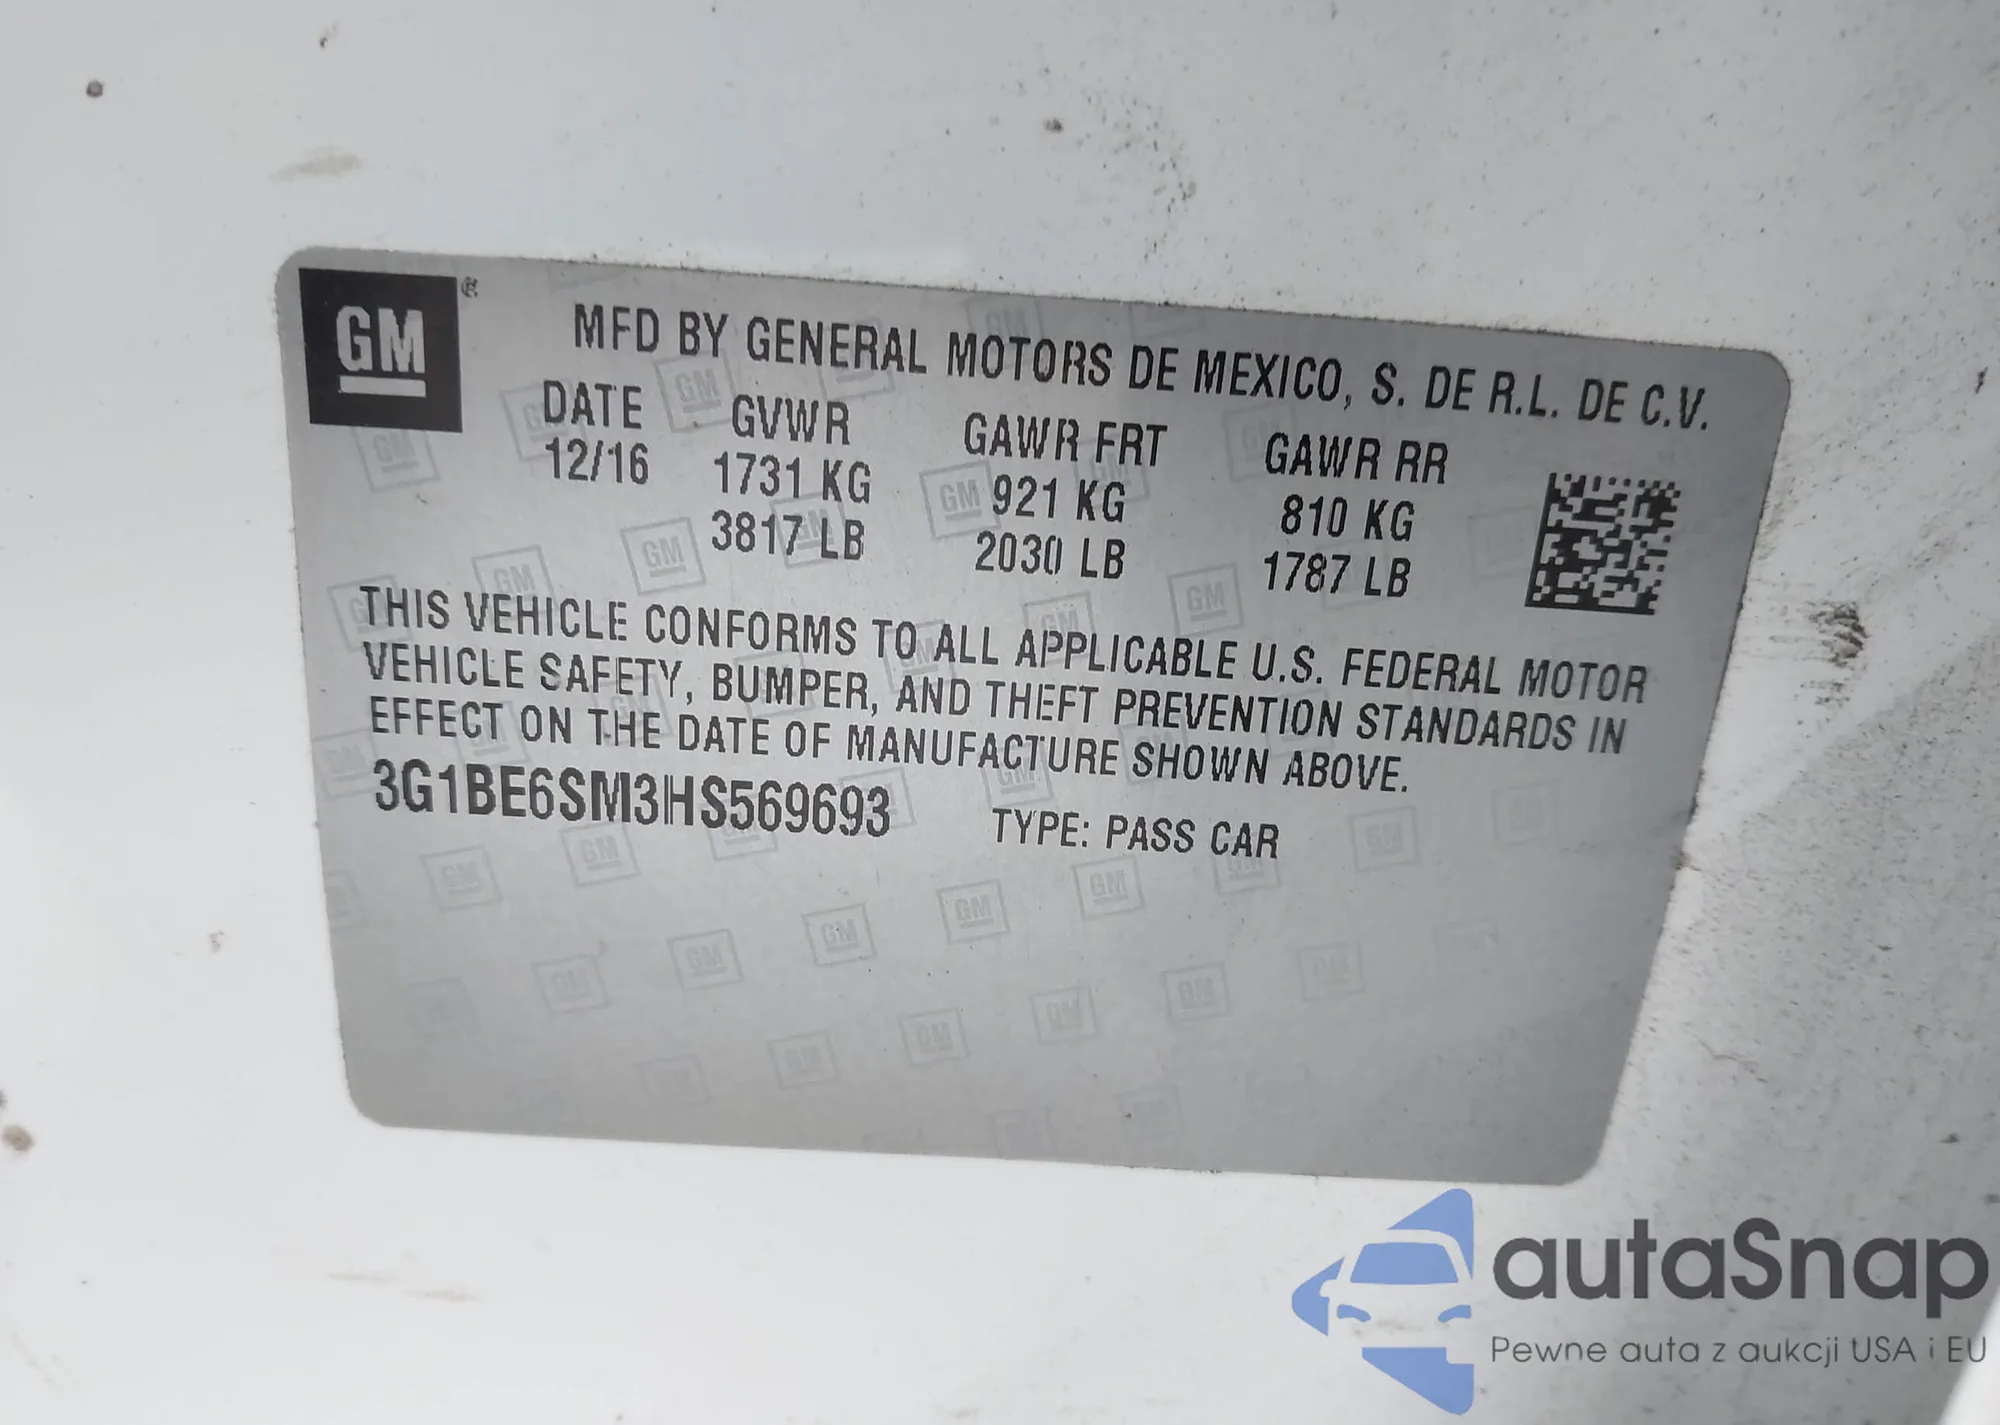 GM ®
MFD BY GENERAL MOTORS DE MEXICO, S. DE R.L. DE C.V.
DATE GVWR GAWR FRT GAWR RR
12/16 1731 KG 921 KG 810 KG
3817 LB 2030 LB 1787 LB
THIS VEHICLE CONFORMS TO ALL APPLICABLE U.S. FEDERAL MOTOR
VEHICLE SAFETY, BUMPER, AND THEFT PREVENTION STANDARDS IN
EFFECT ON THE DATE OF MANUFACTURE SHOWN ABOVE.
3G1BE6SM3HS569693 TYPE: PASS CAR
autaSnap
Pewne auta z aukcji USA i EU